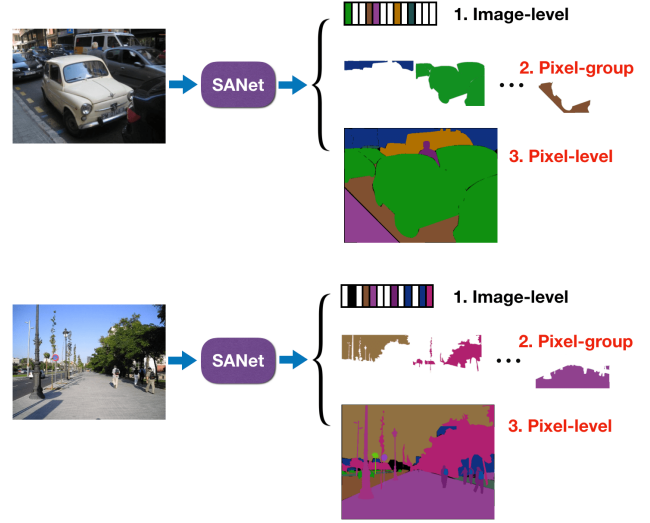 1. Image-level
SANet
2. Pixel-group
3. Pixel-level
1. Image-level
SANet
2. Pixel-group
3. Pixel-level